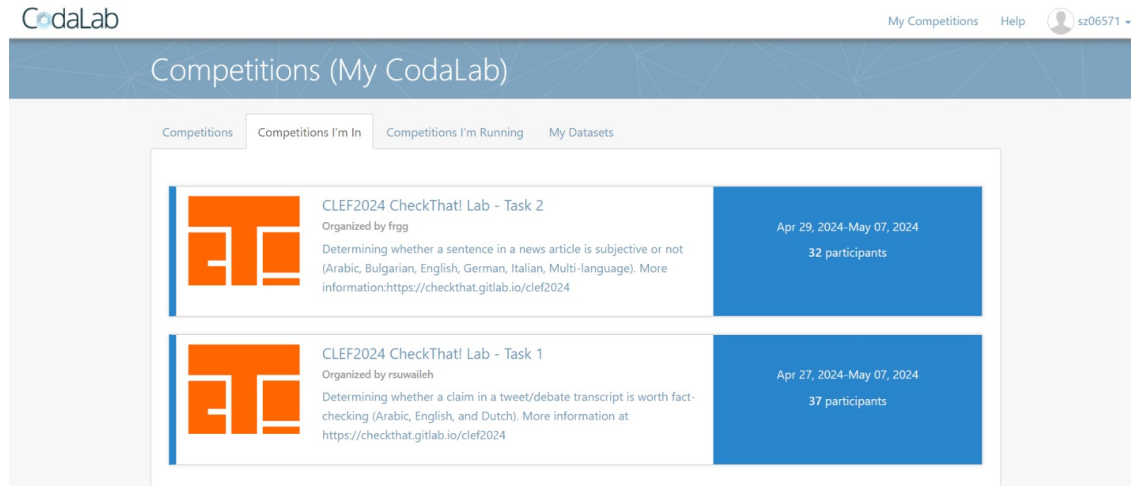 CodaLab
My Competitions Help sz06571
Competitions (My CodaLab)
Competitions Competitions I'm In Competitions I'm Running My Datasets
CLEF2024 CheckThat! Lab - Task 2
Organized by frgg
Determining whether a sentence in a news article is subjective or not
(Arabic, Bulgarian, English, German, Italian, Multi-language). More
information:https://checkthat.gitlab.io/clef2024
Apr 29, 2024-May 07, 2024
32 participants
CLEF2024 CheckThat! Lab - Task 1
Organized by rsuwaileh
Determining whether a claim in a tweet/debate transcript is worth fact-
checking (Arabic, English, and Dutch). More information at
https://checkthat.gitlab.io/clef2024
Apr 27, 2024-May 07, 2024
37 participants